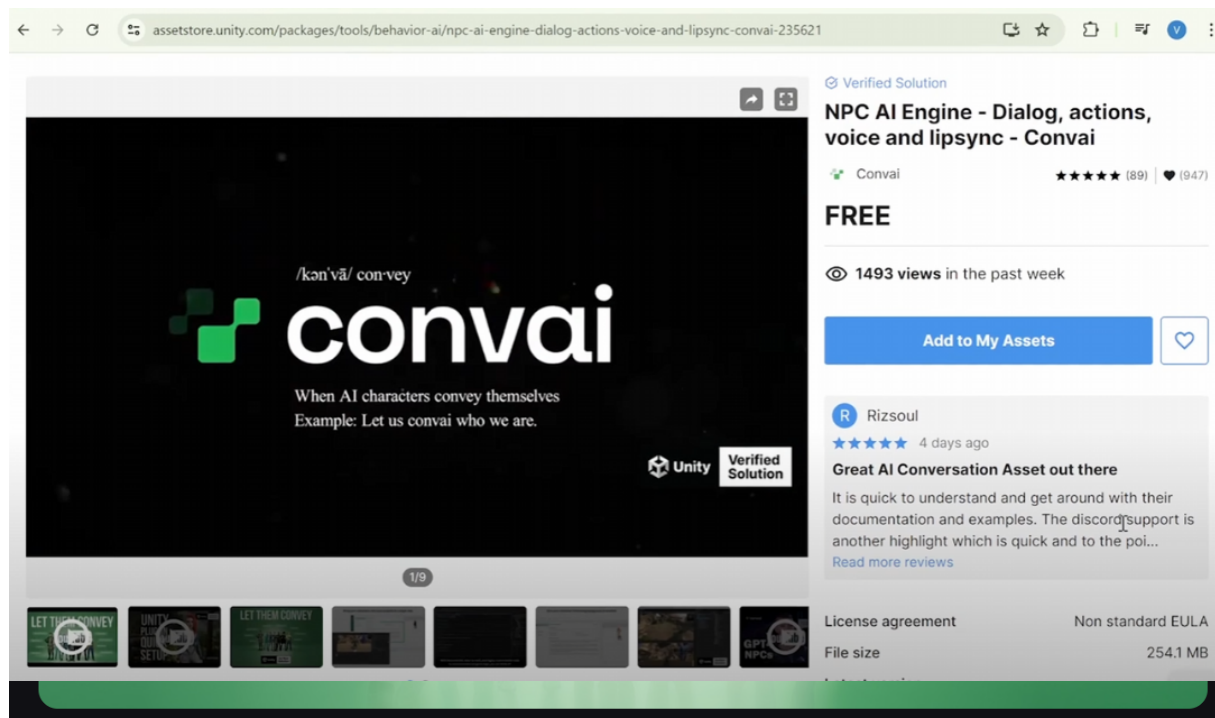 assetstore.unity.com/packages/tools/behavior-ai/npc-ai-engine-dialog-actions-voice-and-lipsync-convai-235621
V
/kən'vā/ con·vey
convai
When AI characters convey themselves
Example: Let us convai who we are.
Unity
Verified
Solution
1/9
LET THEM CONVEY
UNITY
SETUP
LET THEM CONVEY
GPT
NPCs
Verified Solution
NPC AI Engine - Dialog, actions,
voice and lipsync - Convai
Convai
★★★★★ (89) | ♥ (947)
FREE
1493 views in the past week
Add to My Assets
R Rizsoul
★★★★★ 4 days ago
Great AI Conversation Asset out there
It is quick to understand and get around with their
documentation and examples. The discord support is
another highlight which is quick and to the poi...
Read more reviews
License agreement Non standard EULA
File size 254.1 MB